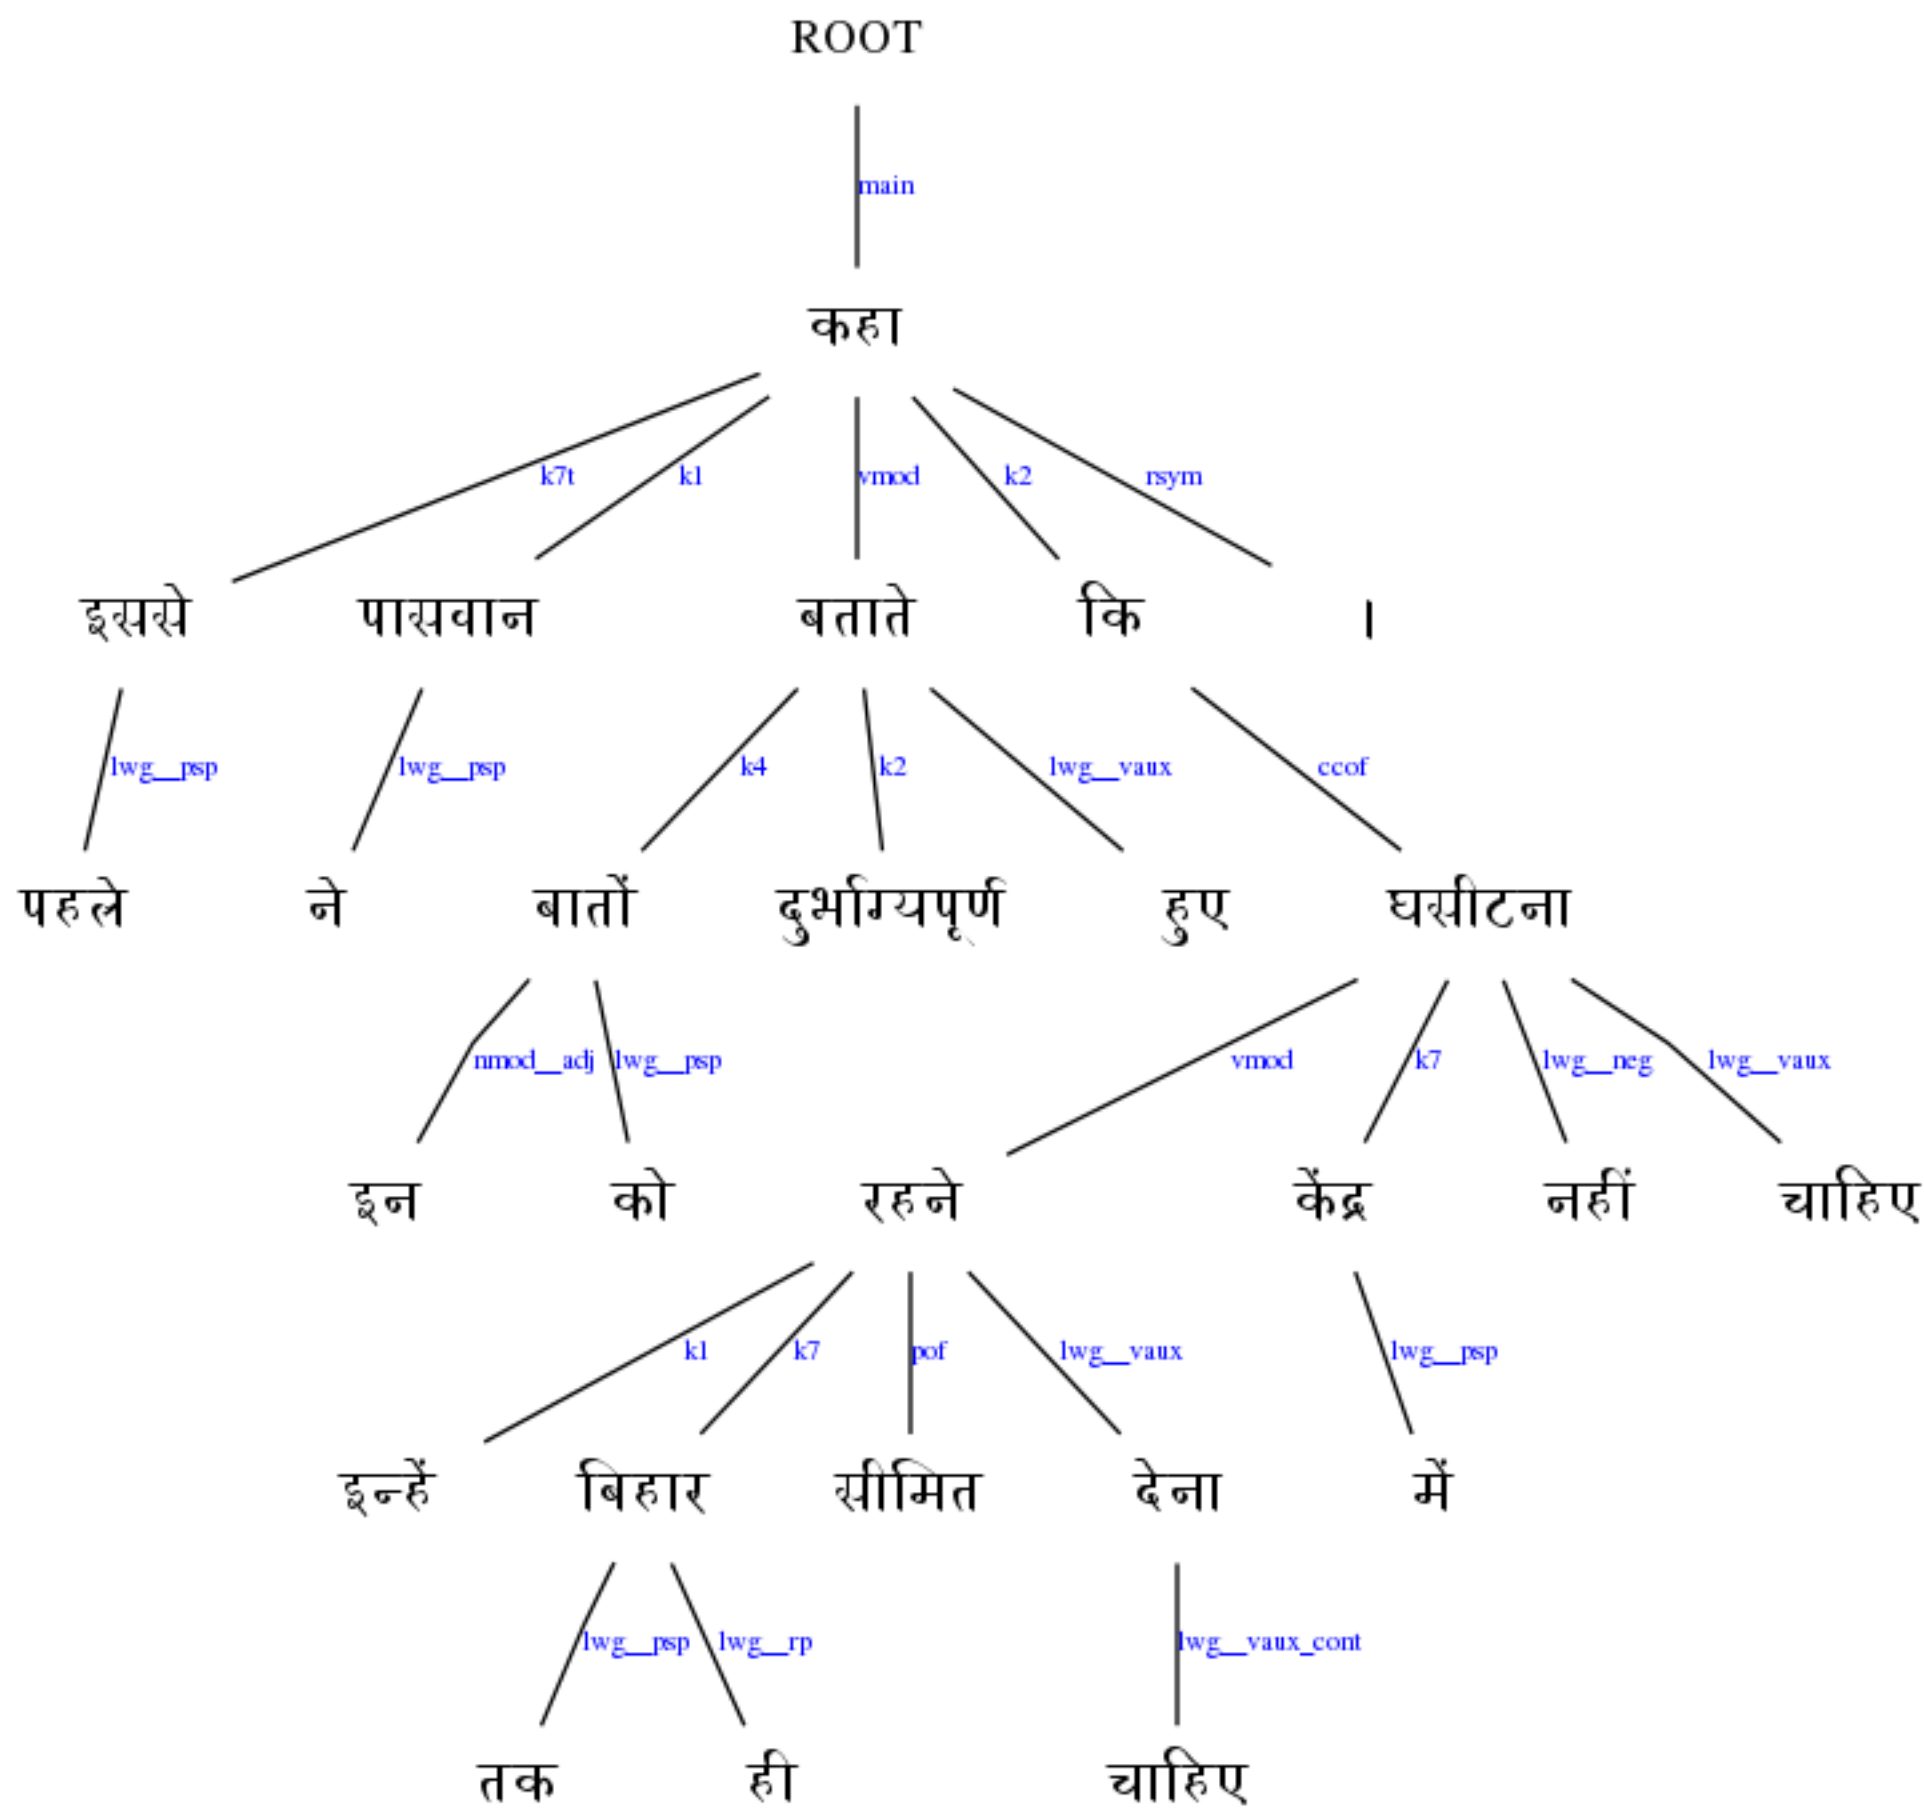 ROOT
main
कहा
k7t k1 vmod k2 rsym
इससे पासवान बताते कि ।
lwg__psp lwg__psp k4 k2 lwg__vaux ccof
पहले ने बातों दुर्भाग्यपूर्ण हुए घसीटना
nmod__adj lwg__psp vmod k7 lwg__neg lwg__vaux
इन को रहने केंद्र नहीं चाहिए
k1 k7 pof lwg__vaux lwg__psp
इन्हें बिहार सीमित देना में
lwg__psp lwg__rp lwg__vaux_cont
तक ही चाहिए